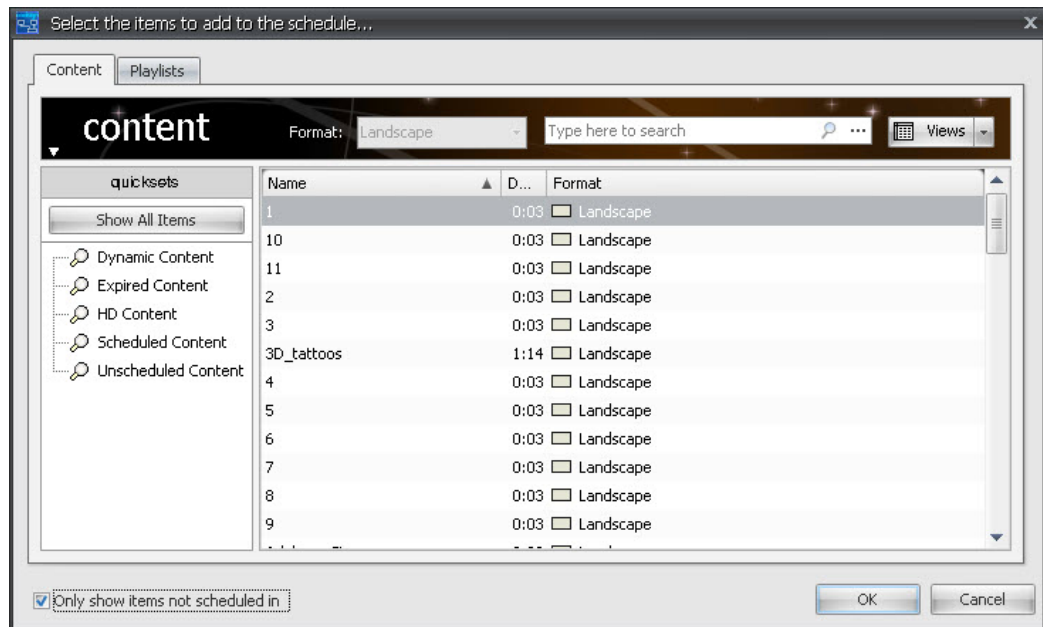 Select the items to add to the schedule...
Content Playlists
content Format: Landscape Type here to search ... Views
quicksets
Show All Items
Dynamic Content
Expired Content
HD Content
Scheduled Content
Unscheduled Content
Name D... Format
1 0:03 Landscape
10 0:03 Landscape
11 0:03 Landscape
2 0:03 Landscape
3 0:03 Landscape
3D_tattoos 1:14 Landscape
4 0:03 Landscape
5 0:03 Landscape
6 0:03 Landscape
7 0:03 Landscape
8 0:03 Landscape
9 0:03 Landscape
Only show items not scheduled in
OK Cancel